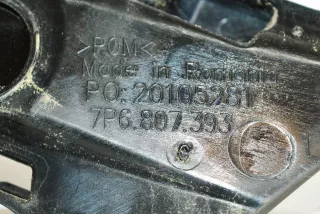 >POM<
Made in Romania
PO: 20105281
7P6.807.393